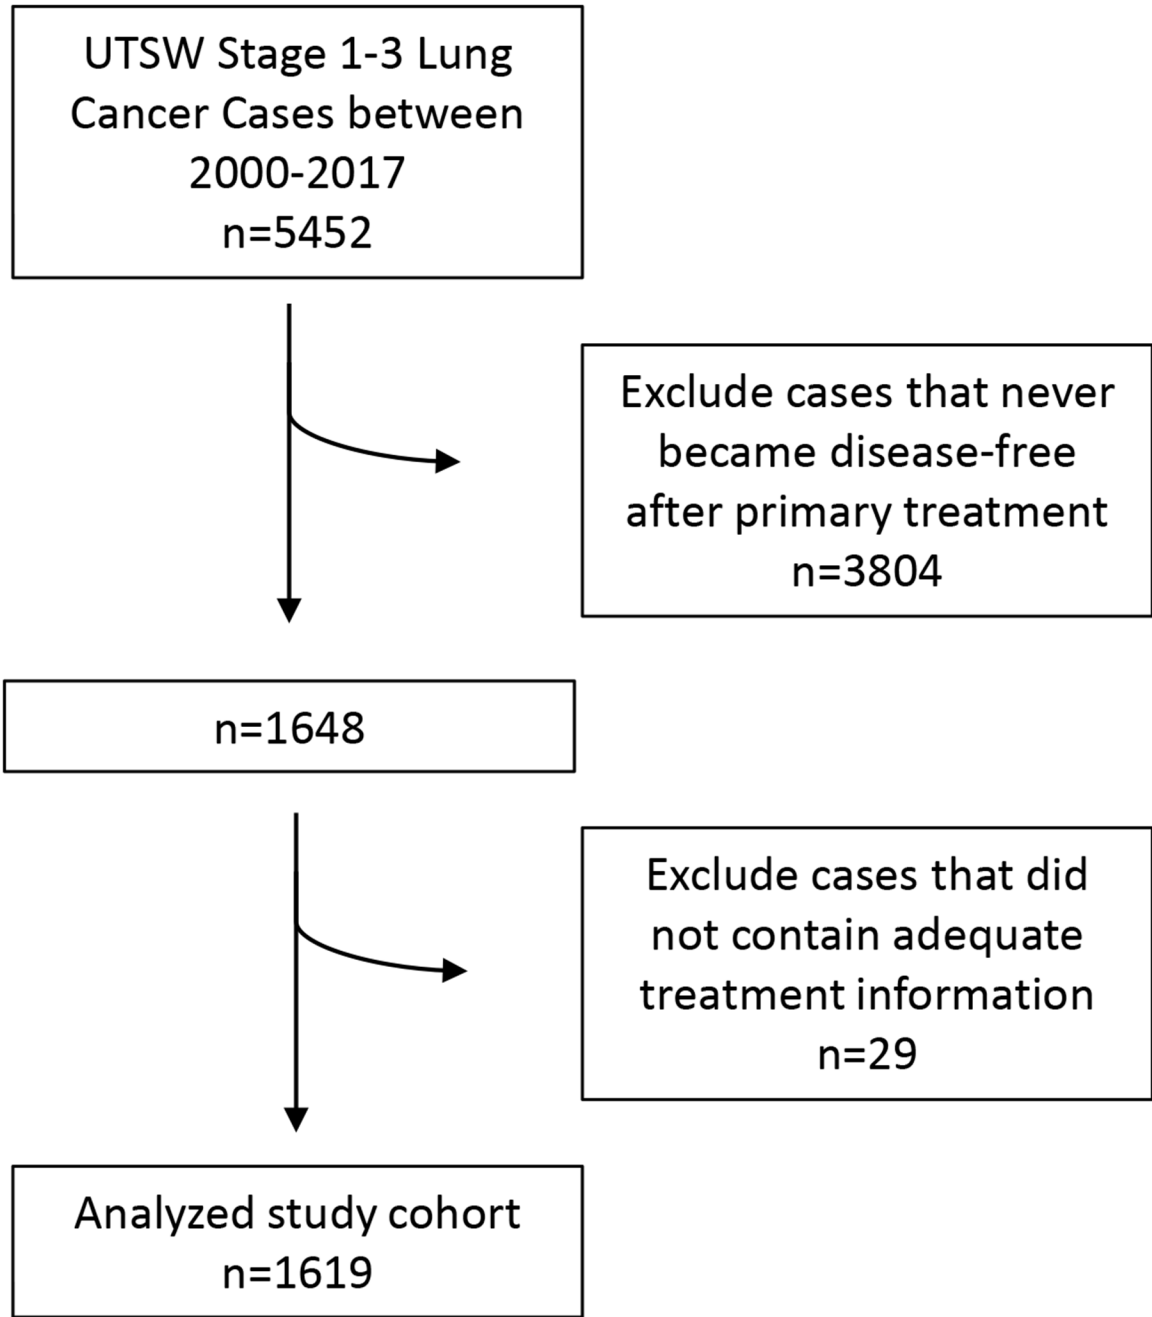 UTSW Stage 1-3 Lung
Cancer Cases between
2000-2017
n=5452
Exclude cases that never
became disease-free
after primary treatment
n=3804
n=1648
Exclude cases that did
not contain adequate
treatment information
n=29
Analyzed study cohort
n=1619